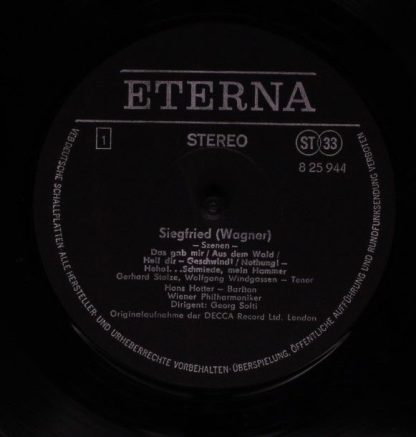 ETERNA
1 STEREO ST 33
8 25 944
Siegfried (Wagner)
– Szenen –
Das gab mir / Aus dem Wald /
Heil dir – Geschwind! / Nothung! –
Hoho!...Schmiede, mein Hammer
Gerhard Stolze, Wolfgang Windgassen – Tenor
Hans Hotter – Bariton
Wiener Philharmoniker
Dirigent: Georg Solti
Originalaufnahme der DECCA Record Ltd. London
VEB DEUTSCHE SCHALLPLATTEN ALLE HERSTELLER- UND URHEBERRECHTE VORBEHALTEN · ÜBERSPIELUNG, ÖFFENTLICHE AUFFÜHRUNG UND RUNDFUNKSENDUNG VERBOTEN